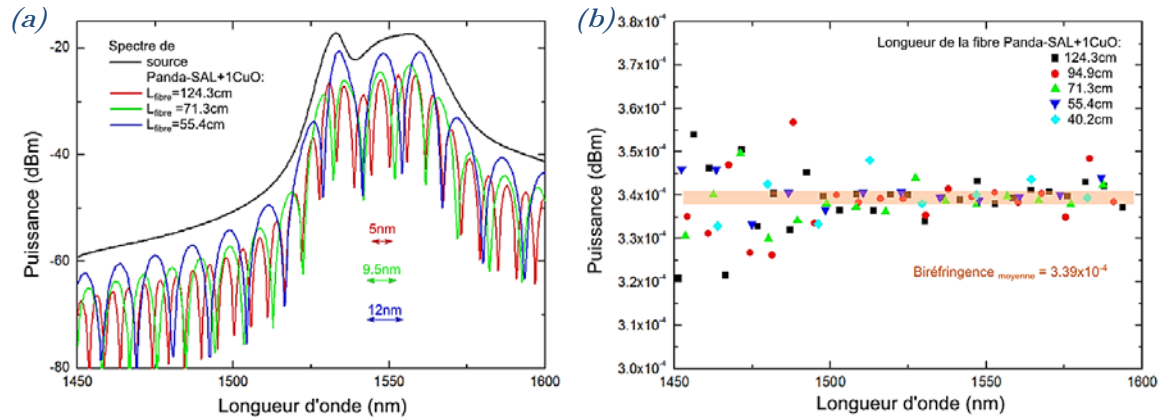 (a)
Puissance (dBm)
-20
-40
-60
-80
Spectre de
source
Panda-SAL+1CuO:
Lfibre=124.3cm
Lfibre =71.3cm
Lfibre=55.4cm
5nm
9.5nm
12nm
1450
1500
1550
1600
Longueur d'onde (nm)
(b)
Puissance (dBm)
3.8x10-4
3.7x10-4
3.6x10-4
3.5x10-4
3.4x10-4
3.3x10-4
3.2x10-4
3.1x10-4
3.0x10-4
Longueur de la fibre Panda-SAL+1CuO:
124.3cm
94.9cm
71.3cm
55.4cm
40.2cm
Biréfringence moyenne = 3.39x10-4
1450
1500
1550
1600
Longueur d'onde (nm)